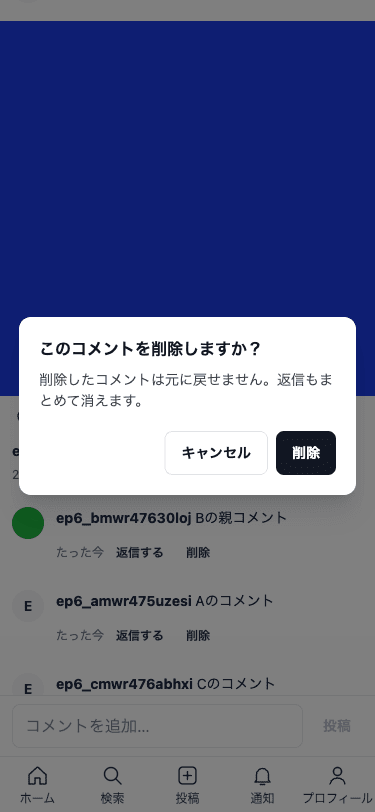 このコメントを削除しますか？
削除したコメントは元に戻せません。返信もま
とめて消えます。
キャンセル
削除
ep6_bmwr47630loj Bの親コメント
たった今 返信する 削除
E
ep6_amwr475uzesi Aのコメント
たった今 返信する 削除
E
ep6_cmwr476abhxi Cのコメント
コメントを追加...
投稿
ホーム
検索
投稿
通知
プロフィール